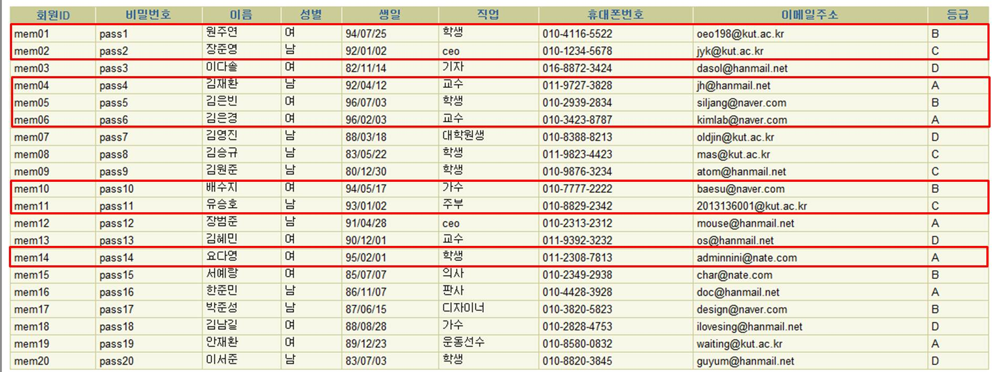 회원ID 비밀번호 이름 성별 생일 직업 휴대폰번호 이메일주소 등급
mem01 pass1 원주연 여 94/07/25 학생 010-4116-5522 oeo198@kut.ac.kr B
mem02 pass2 장준영 남 92/01/02 ceo 010-1234-5678 jyk@kut.ac.kr C
mem03 pass3 이다솔 여 82/11/14 기자 016-8872-3424 dasol@hanmail.net D
mem04 pass4 김재환 남 92/04/12 교수 011-9727-3828 jh@hanmail.net A
mem05 pass5 김은빈 여 96/07/03 학생 010-2939-2834 siljang@naver.com B
mem06 pass6 김은경 여 96/02/03 교수 010-3423-8787 kimlab@naver.com A
mem07 pass7 김영진 남 88/03/18 대학원생 010-8388-8213 oldjin@kut.ac.kr D
mem08 pass8 김승규 남 83/05/22 학생 011-9823-4423 mas@kut.ac.kr C
mem09 pass9 김원준 남 80/12/30 학생 010-9876-3234 atom@hanmail.net C
mem10 pass10 배수지 여 94/05/17 가수 010-7777-2222 baesu@naver.com B
mem11 pass11 유승호 남 93/01/02 주부 010-8829-2342 2013136001@kut.ac.kr C
mem12 pass12 장범준 남 91/04/28 ceo 010-2313-2312 mouse@hanmail.net A
mem13 pass13 김혜민 여 90/12/01 교수 011-9392-3232 os@hanmail.net D
mem14 pass14 요다영 여 95/02/01 학생 011-2308-7813 adminnini@nate.com A
mem15 pass15 서예랑 여 85/07/07 의사 010-2349-2938 char@nate.com B
mem16 pass16 한준민 남 86/11/07 판사 010-4428-3928 doc@hanmail.net A
mem17 pass17 박준성 남 87/06/15 디자이너 010-3820-5823 design@naver.com B
mem18 pass18 김남길 여 88/08/28 가수 010-2828-4753 ilovesing@hanmail.net D
mem19 pass19 안재환 여 89/12/23 운동선수 010-8580-0832 waiting@kut.ac.kr A
mem20 pass20 이서준 남 83/07/03 학생 010-8820-3845 guyum@hanmail.net D